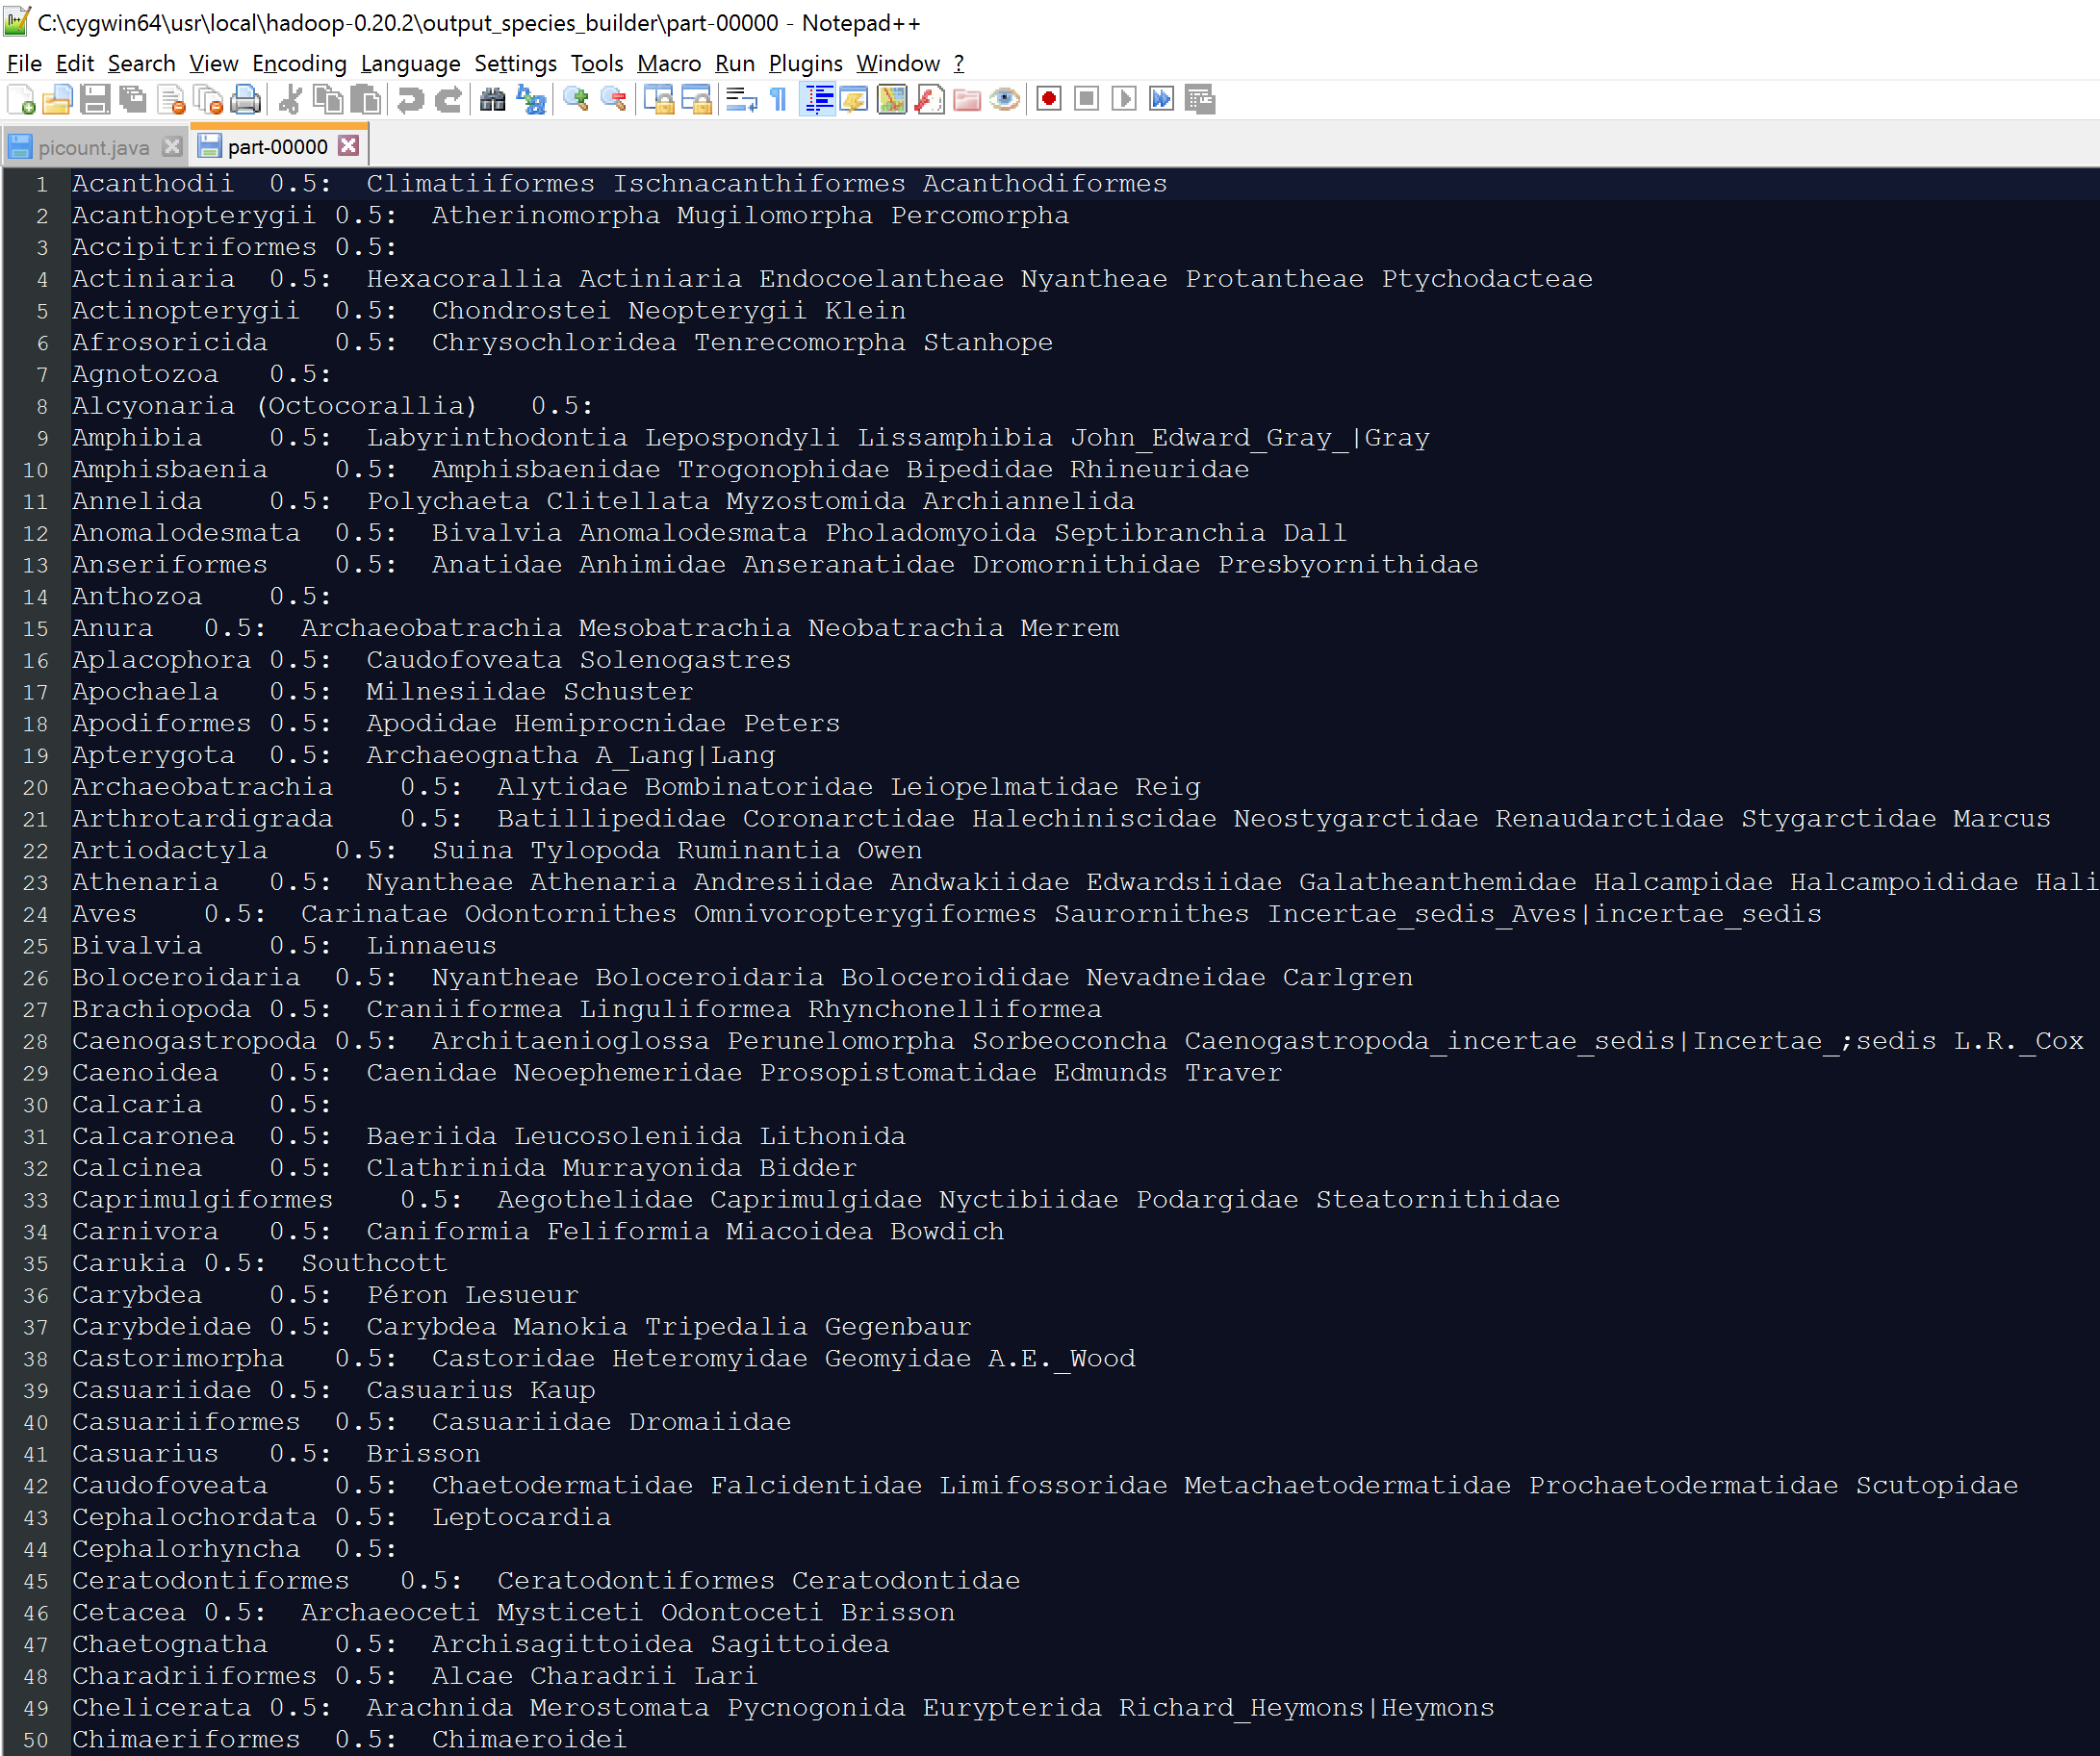 C:\cygwin64\usr\local\hadoop-0.20.2\output_species_builder\part-00000 - Notepad++
File Edit Search View Encoding Language Settings Tools Macro Run Plugins Window ?
picount.java part-00000
1 Acanthodii 0.5: Climatiiformes Ischnacanthiformes Acanthodiformes
2 Acanthopterygii 0.5: Atherinomorpha Mugilomorpha Percomorpha
3 Accipitriformes 0.5:
4 Actiniaria 0.5: Hexacorallia Actiniaria Endocoelantheae Nyantheae Protantheae Ptychodacteae
5 Actinopterygii 0.5: Chondrostei Neopterygii Klein
6 Afrosoricida 0.5: Chrysochloridea Tenrecomorpha Stanhope
7 Agnotozoa 0.5:
8 Alcyonaria (Octocorallia) 0.5:
9 Amphibia 0.5: Labyrinthodontia Lepospondyli Lissamphibia John_Edward_Gray_|Gray
10 Amphisbaenia 0.5: Amphisbaenidae Trogonophidae Bipedidae Rhineuridae
11 Annelida 0.5: Polychaeta Clitellata Myzostomida Archiannelida
12 Anomalodesmata 0.5: Bivalvia Anomalodesmata Pholadomyoida Septibranchia Dall
13 Anseriformes 0.5: Anatidae Anhimidae Anseranatidae Dromornithidae Presbyornithidae
14 Anthozoa 0.5:
15 Anura 0.5: Archaeobatrachia Mesobatrachia Neobatrachia Merrem
16 Aplacophora 0.5: Caudofoveata Solenogastres
17 Apochaela 0.5: Milnesiidae Schuster
18 Apodiformes 0.5: Apodidae Hemiprocnidae Peters
19 Apterygota 0.5: Archaeognatha A_Lang|Lang
20 Archaeobatrachia 0.5: Alytidae Bombinatoridae Leiopelmatidae Reig
21 Arthrotardigrada 0.5: Batillipedidae Coronarctidae Halechiniscidae Neostygarctidae Renaudarctidae Stygarctidae Marcus
22 Artiodactyla 0.5: Suina Tylopoda Ruminantia Owen
23 Athenaria 0.5: Nyantheae Athenaria Andresiidae Andwakiidae Edwardsiidae Galatheanthemidae Halcampidae Halcampoididae Hali
24 Aves 0.5: Carinatae Odontornithes Omnivoropterygiformes Saurornithes Incertae_sedis_Aves|incertae_sedis
25 Bivalvia 0.5: Linnaeus
26 Boloceroidaria 0.5: Nyantheae Boloceroidaria Boloceroididae Nevadneidae Carlgren
27 Brachiopoda 0.5: Craniiformea Linguliformea Rhynchonelliformea
28 Caenogastropoda 0.5: Architaenioglossa Perunelomorpha Sorbeoconcha Caenogastropoda_incertae_sedis|Incertae_;sedis L.R._Cox
29 Caenoidea 0.5: Caenidae Neoephemeridae Prosopistomatidae Edmunds Traver
30 Calcaria 0.5:
31 Calcaronea 0.5: Baeriida Leucosoleniida Lithonida
32 Calcinea 0.5: Clathrinida Murrayonida Bidder
33 Caprimulgiformes 0.5: Aegothelidae Caprimulgidae Nyctibiidae Podargidae Steatornithidae
34 Carnivora 0.5: Caniformia Feliformia Miacoidea Bowdich
35 Carukia 0.5: Southcott
36 Carybdea 0.5: Péron Lesueur
37 Carybdeidae 0.5: Carybdea Manokia Tripedalia Gegenbaur
38 Castorimorpha 0.5: Castoridae Heteromyidae Geomyidae A.E._Wood
39 Casuariidae 0.5: Casuarius Kaup
40 Casuariiformes 0.5: Casuariidae Dromaiidae
41 Casuarius 0.5: Brisson
42 Caudofoveata 0.5: Chaetodermatidae Falcidentidae Limifossoridae Metachaetodermatidae Prochaetodermatidae Scutopidae
43 Cephalochordata 0.5: Leptocardia
44 Cephalorhyncha 0.5:
45 Ceratodontiformes 0.5: Ceratodontiformes Ceratodontidae
46 Cetacea 0.5: Archaeoceti Mysticeti Odontoceti Brisson
47 Chaetognatha 0.5: Archisagittoidea Sagittoidea
48 Charadriiformes 0.5: Alcae Charadrii Lari
49 Chelicerata 0.5: Arachnida Merostomata Pycnogonida Eurypterida Richard_Heymons|Heymons
50 Chimaeriformes 0.5: Chimaeroidei